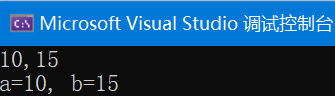 Microsoft Visual Studio 调试控制台
10,15
a=10, b=15